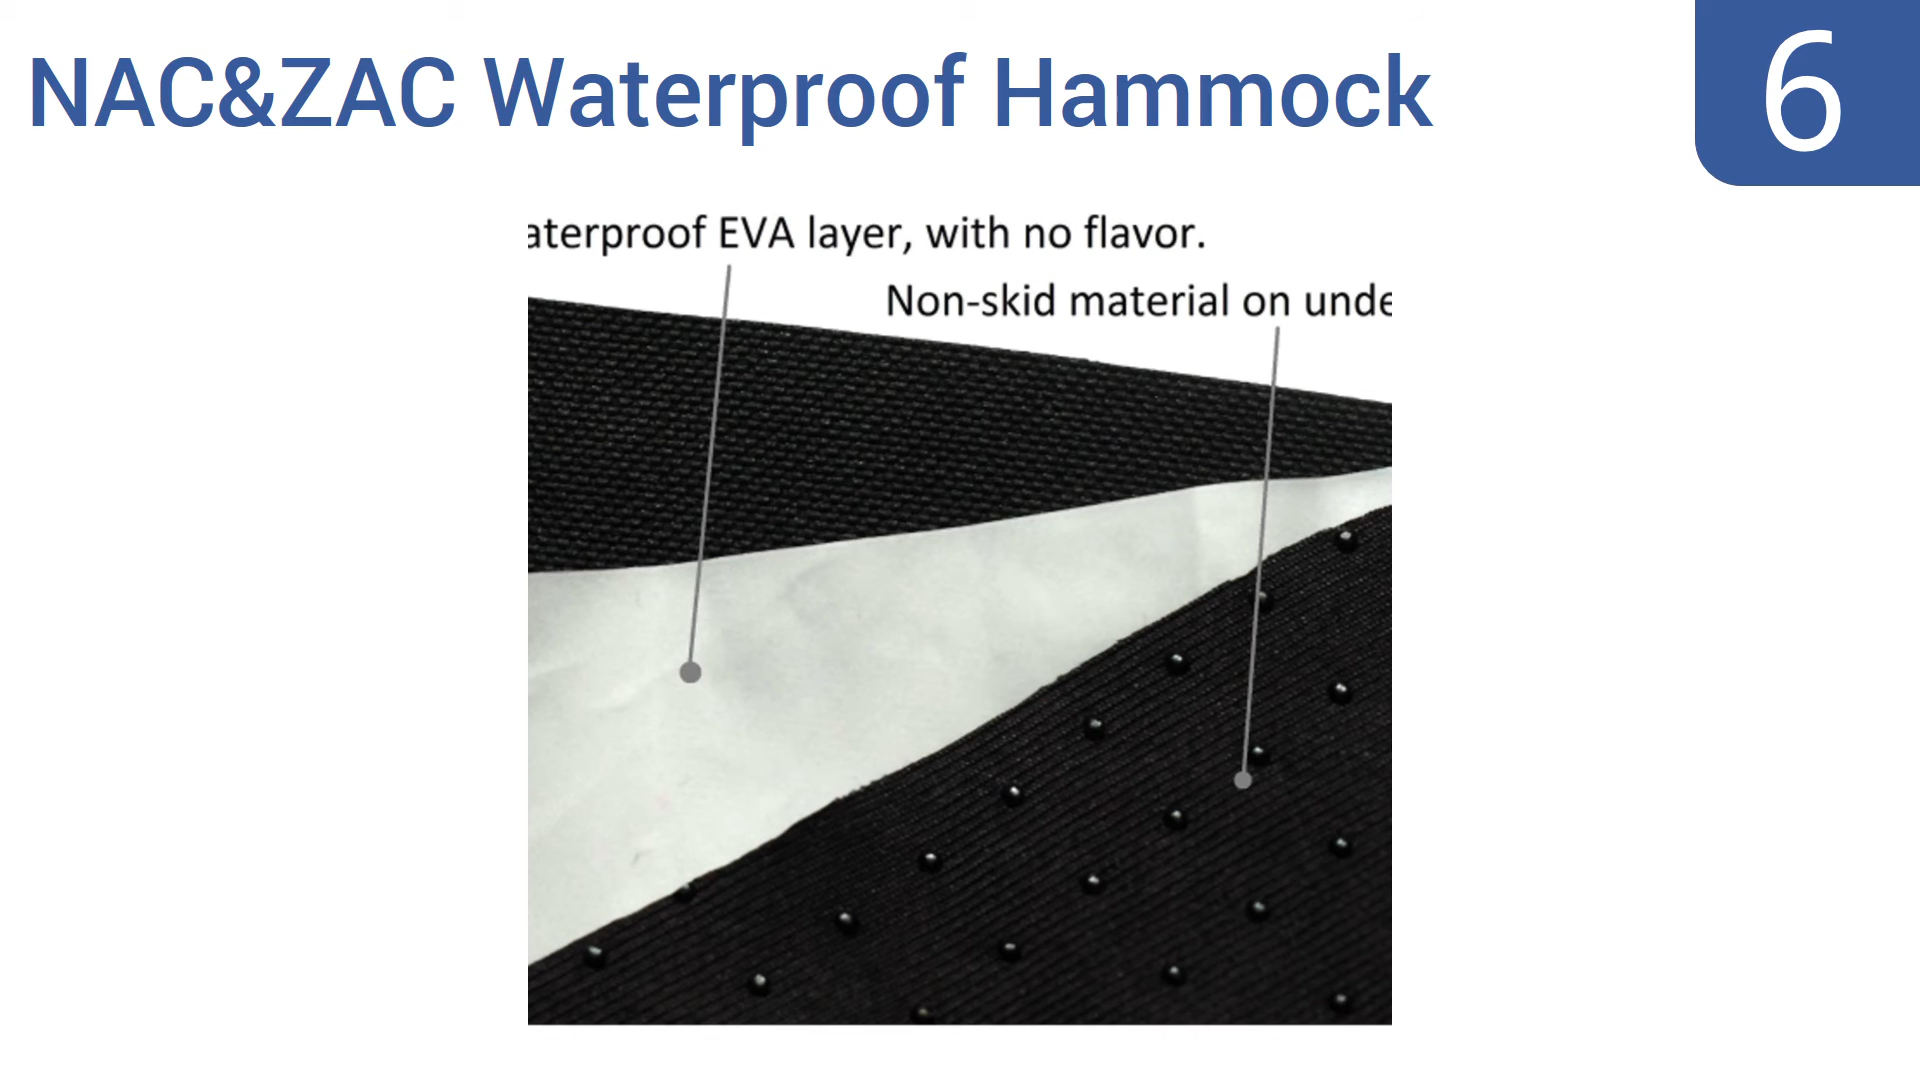 NAC&ZAC Waterproof Hammock
6
aterproof EVA layer, with no flavor.
Non-skid material on unde